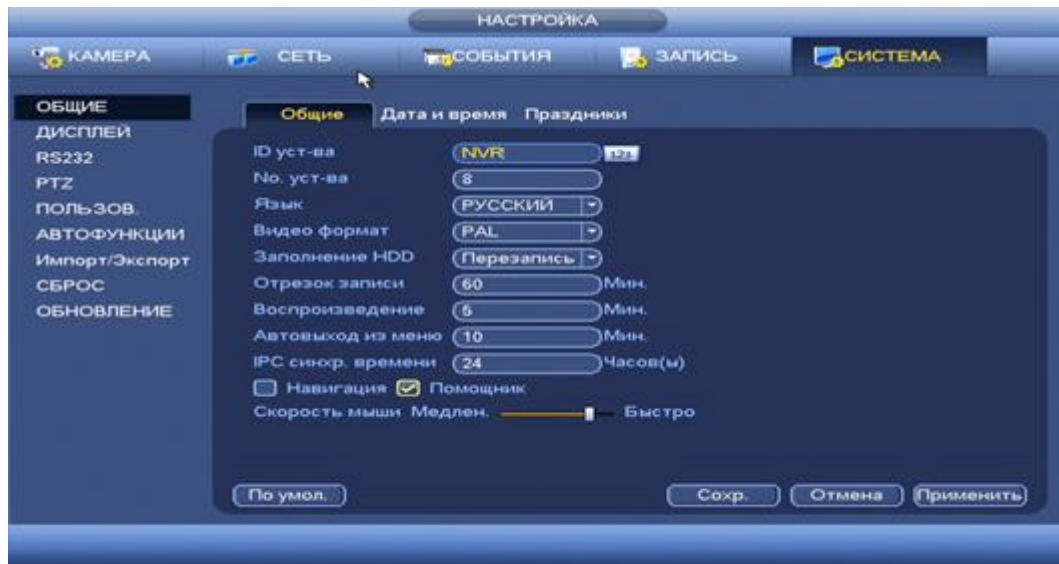 НАСТРОЙКА
КАМЕРА СЕТЬ СОБЫТИЯ ЗАПИСЬ СИСТЕМА
ОБЩИЕ
ДИСПЛЕЙ
RS232
PTZ
ПОЛЬЗОВ.
АВТОФУНКЦИИ
Импорт/Экспорт
СБРОС
ОБНОВЛЕНИЕ
Общие Дата и время Праздники
ID уст-ва NVR 123
No. уст-ва 8
Язык РУССКИЙ
Видео формат PAL
Заполнение HDD Перезапись
Отрезок записи 60 Мин.
Воспроизведение 5 Мин.
Автовыход из меню 10 Мин.
IPC синхр. времени 24 Часов(ы)
Навигация Помощник
Скорость мыши Медлен. Быстро
По умол. Сохр. Отмена Применить